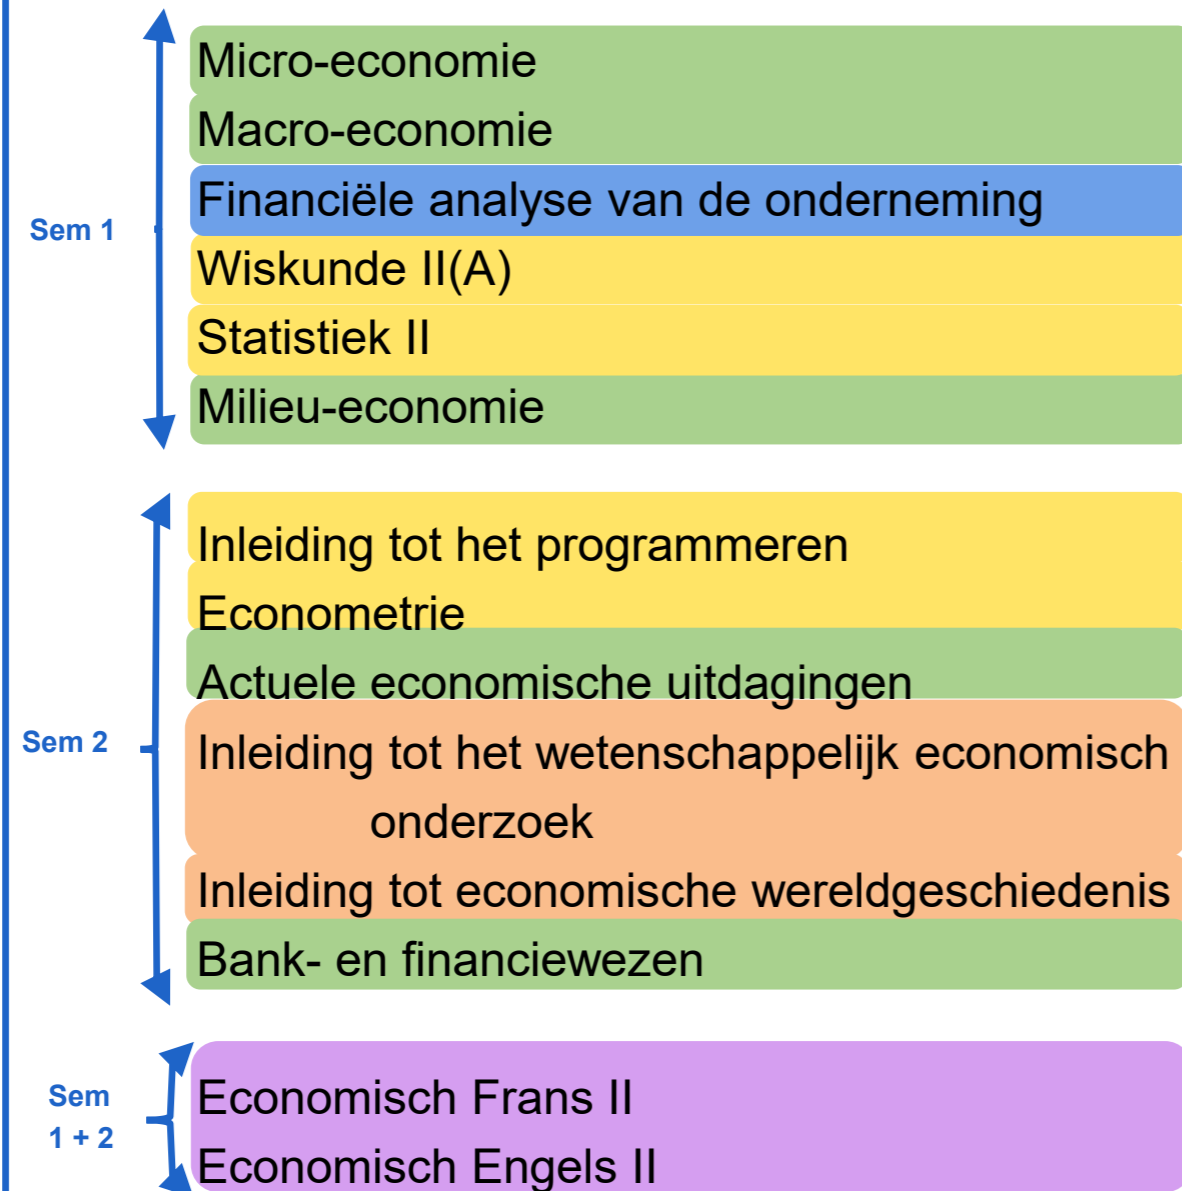 Micro-economie
Macro-economie
Financiële analyse van de onderneming
Sem 1
Wiskunde II(A)
Statistiek II
Milieu-economie
Inleiding tot het programmeren
Econometrie
Actuele economische uitdagingen
Sem 2
Inleiding tot het wetenschappelijk economisch
onderzoek
Inleiding tot economische wereldgeschiedenis
Bank- en financiewezen
Sem
1 + 2
Economisch Frans II
Economisch Engels II